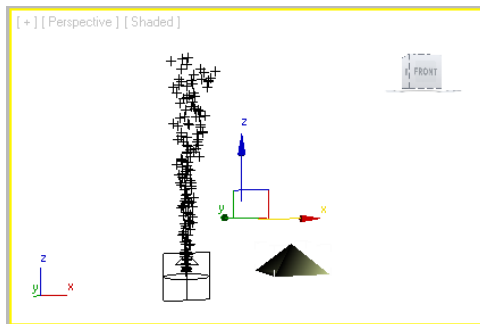 [ + ] [ Perspective ] [ Shaded ]
FRONT
z
y
x
z
y
x